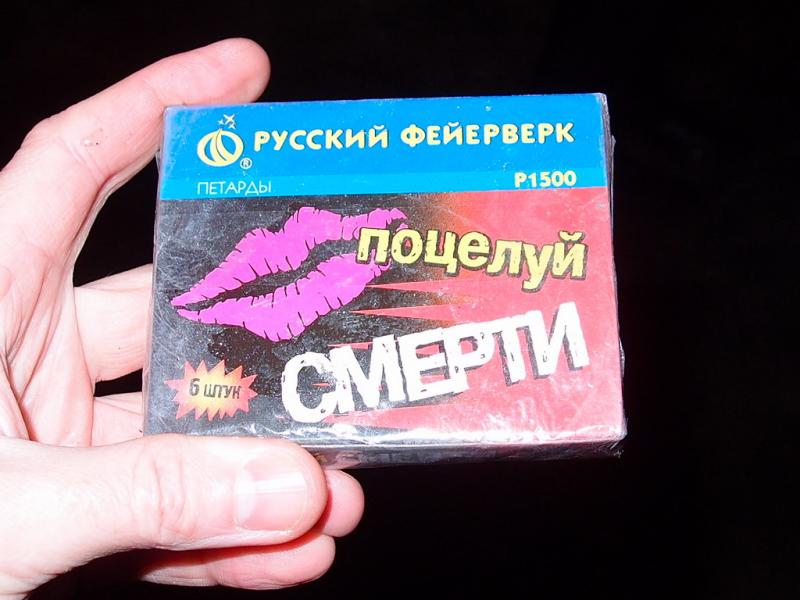 РУССКИЙ ФЕЙЕРВЕРК
®
ПЕТАРДЫ
Р1500
поцелуй
СМЕРТИ
6 ШТУК